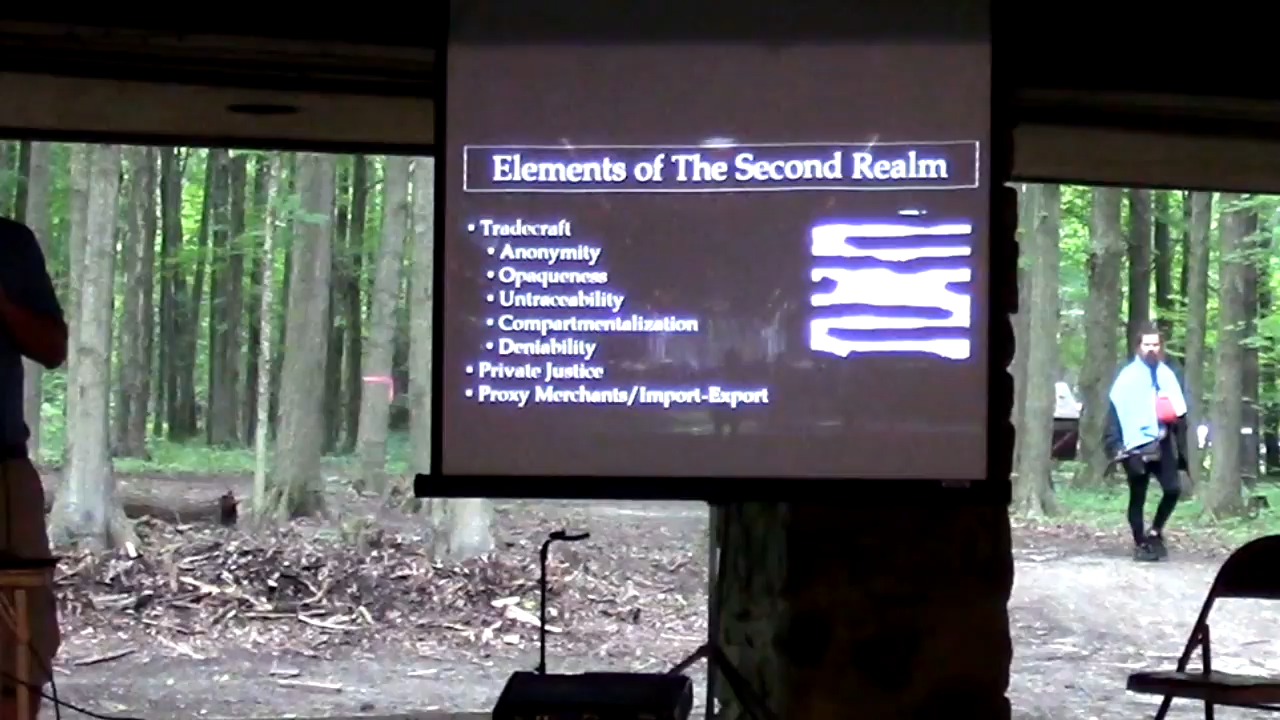 Elements of The Second Realm
• Tradecraft
• Anonymity
• Opaqueness
• Untraceability
• Compartmentalization
• Deniability
• Private Justice
• Proxy Merchants/Import-Export